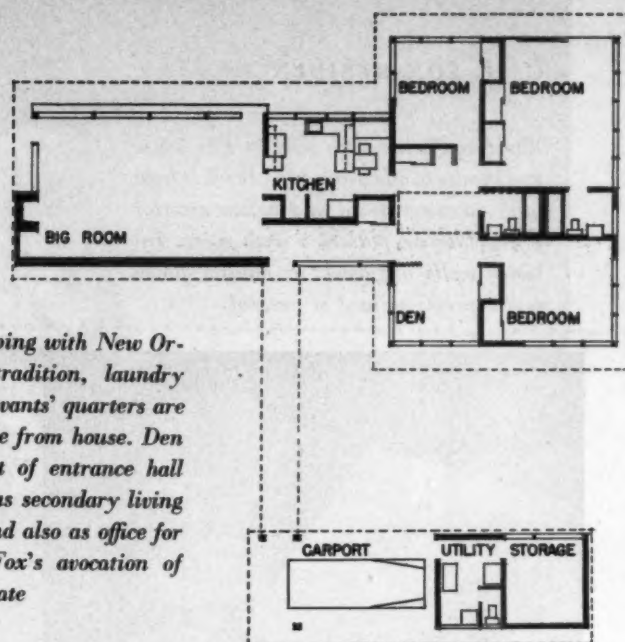 BEDROOM BEDROOM
KITCHEN
BIG ROOM
DEN BEDROOM
ping with New Or-
tradition, laundry
vants' quarters are
e from house. Den
t of entrance hall
as secondary living
nd also as office for
Fox's avocation of
ate
CARPORT UTILITY STORAGE